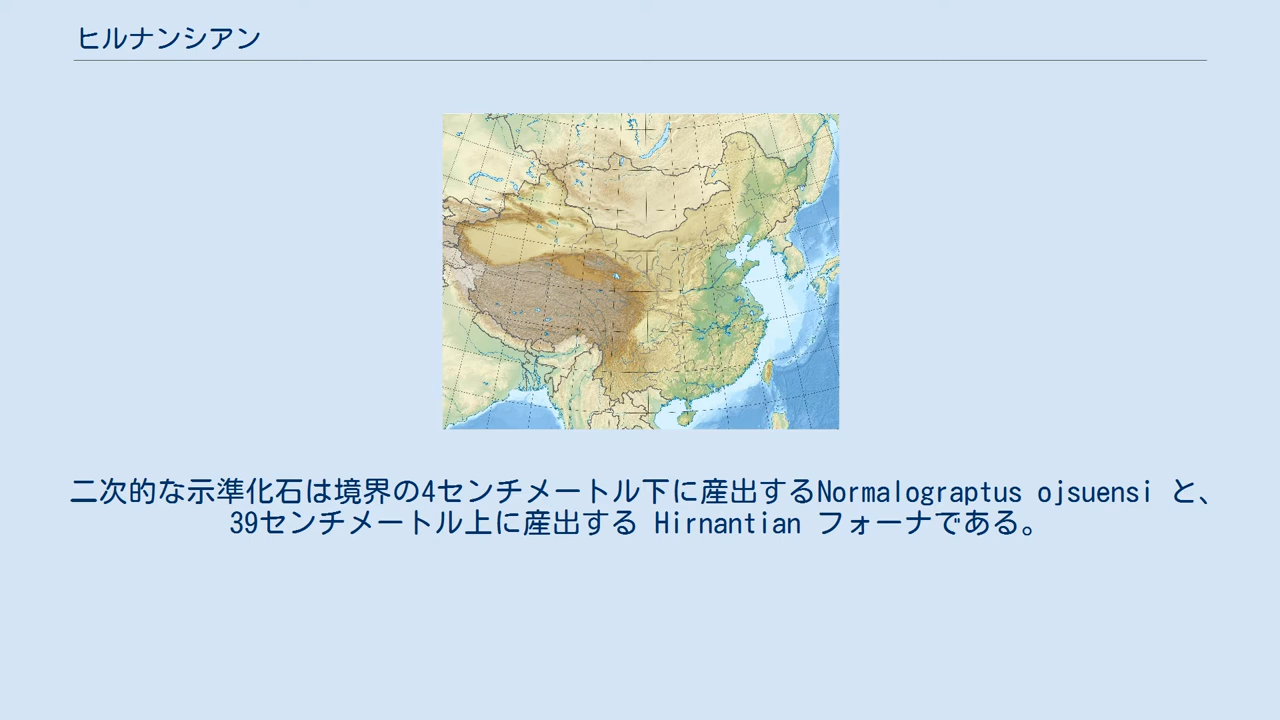 ヒルナンシアン
二次的な示準化石は境界の4センチメートル下に産出するNormalograptus ojsuensi と、
39センチメートル上に産出する Hirnantian フォーナである。